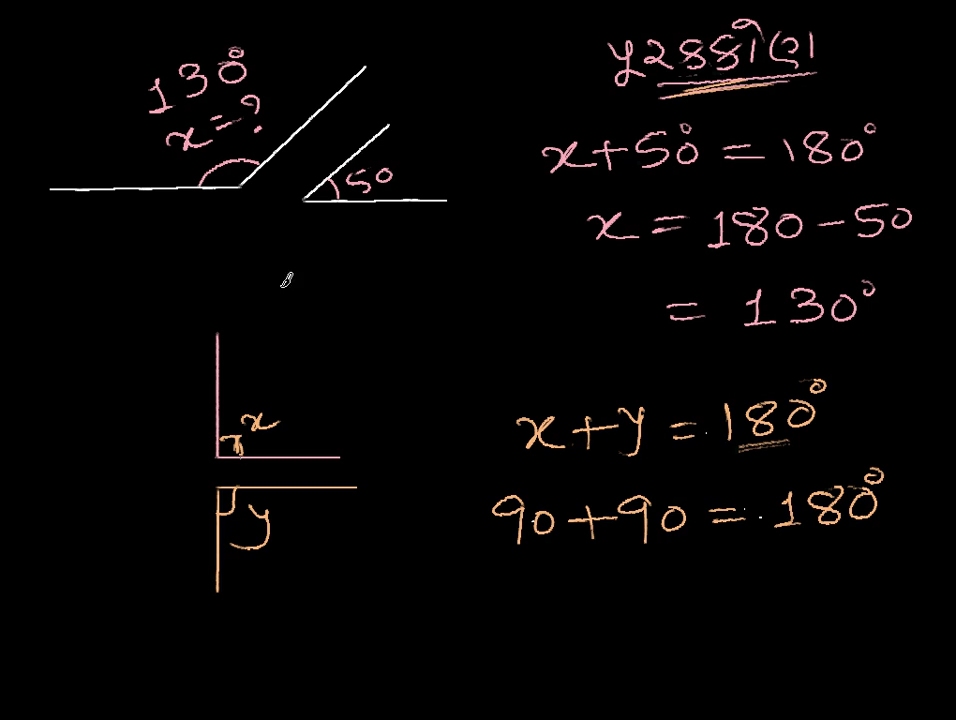 પૂરકકોણ
130°
x = ?
50
x + 50° = 180°
x = 180 - 50
= 130°
x
y
x + y = 180°
90 + 90 = 180°